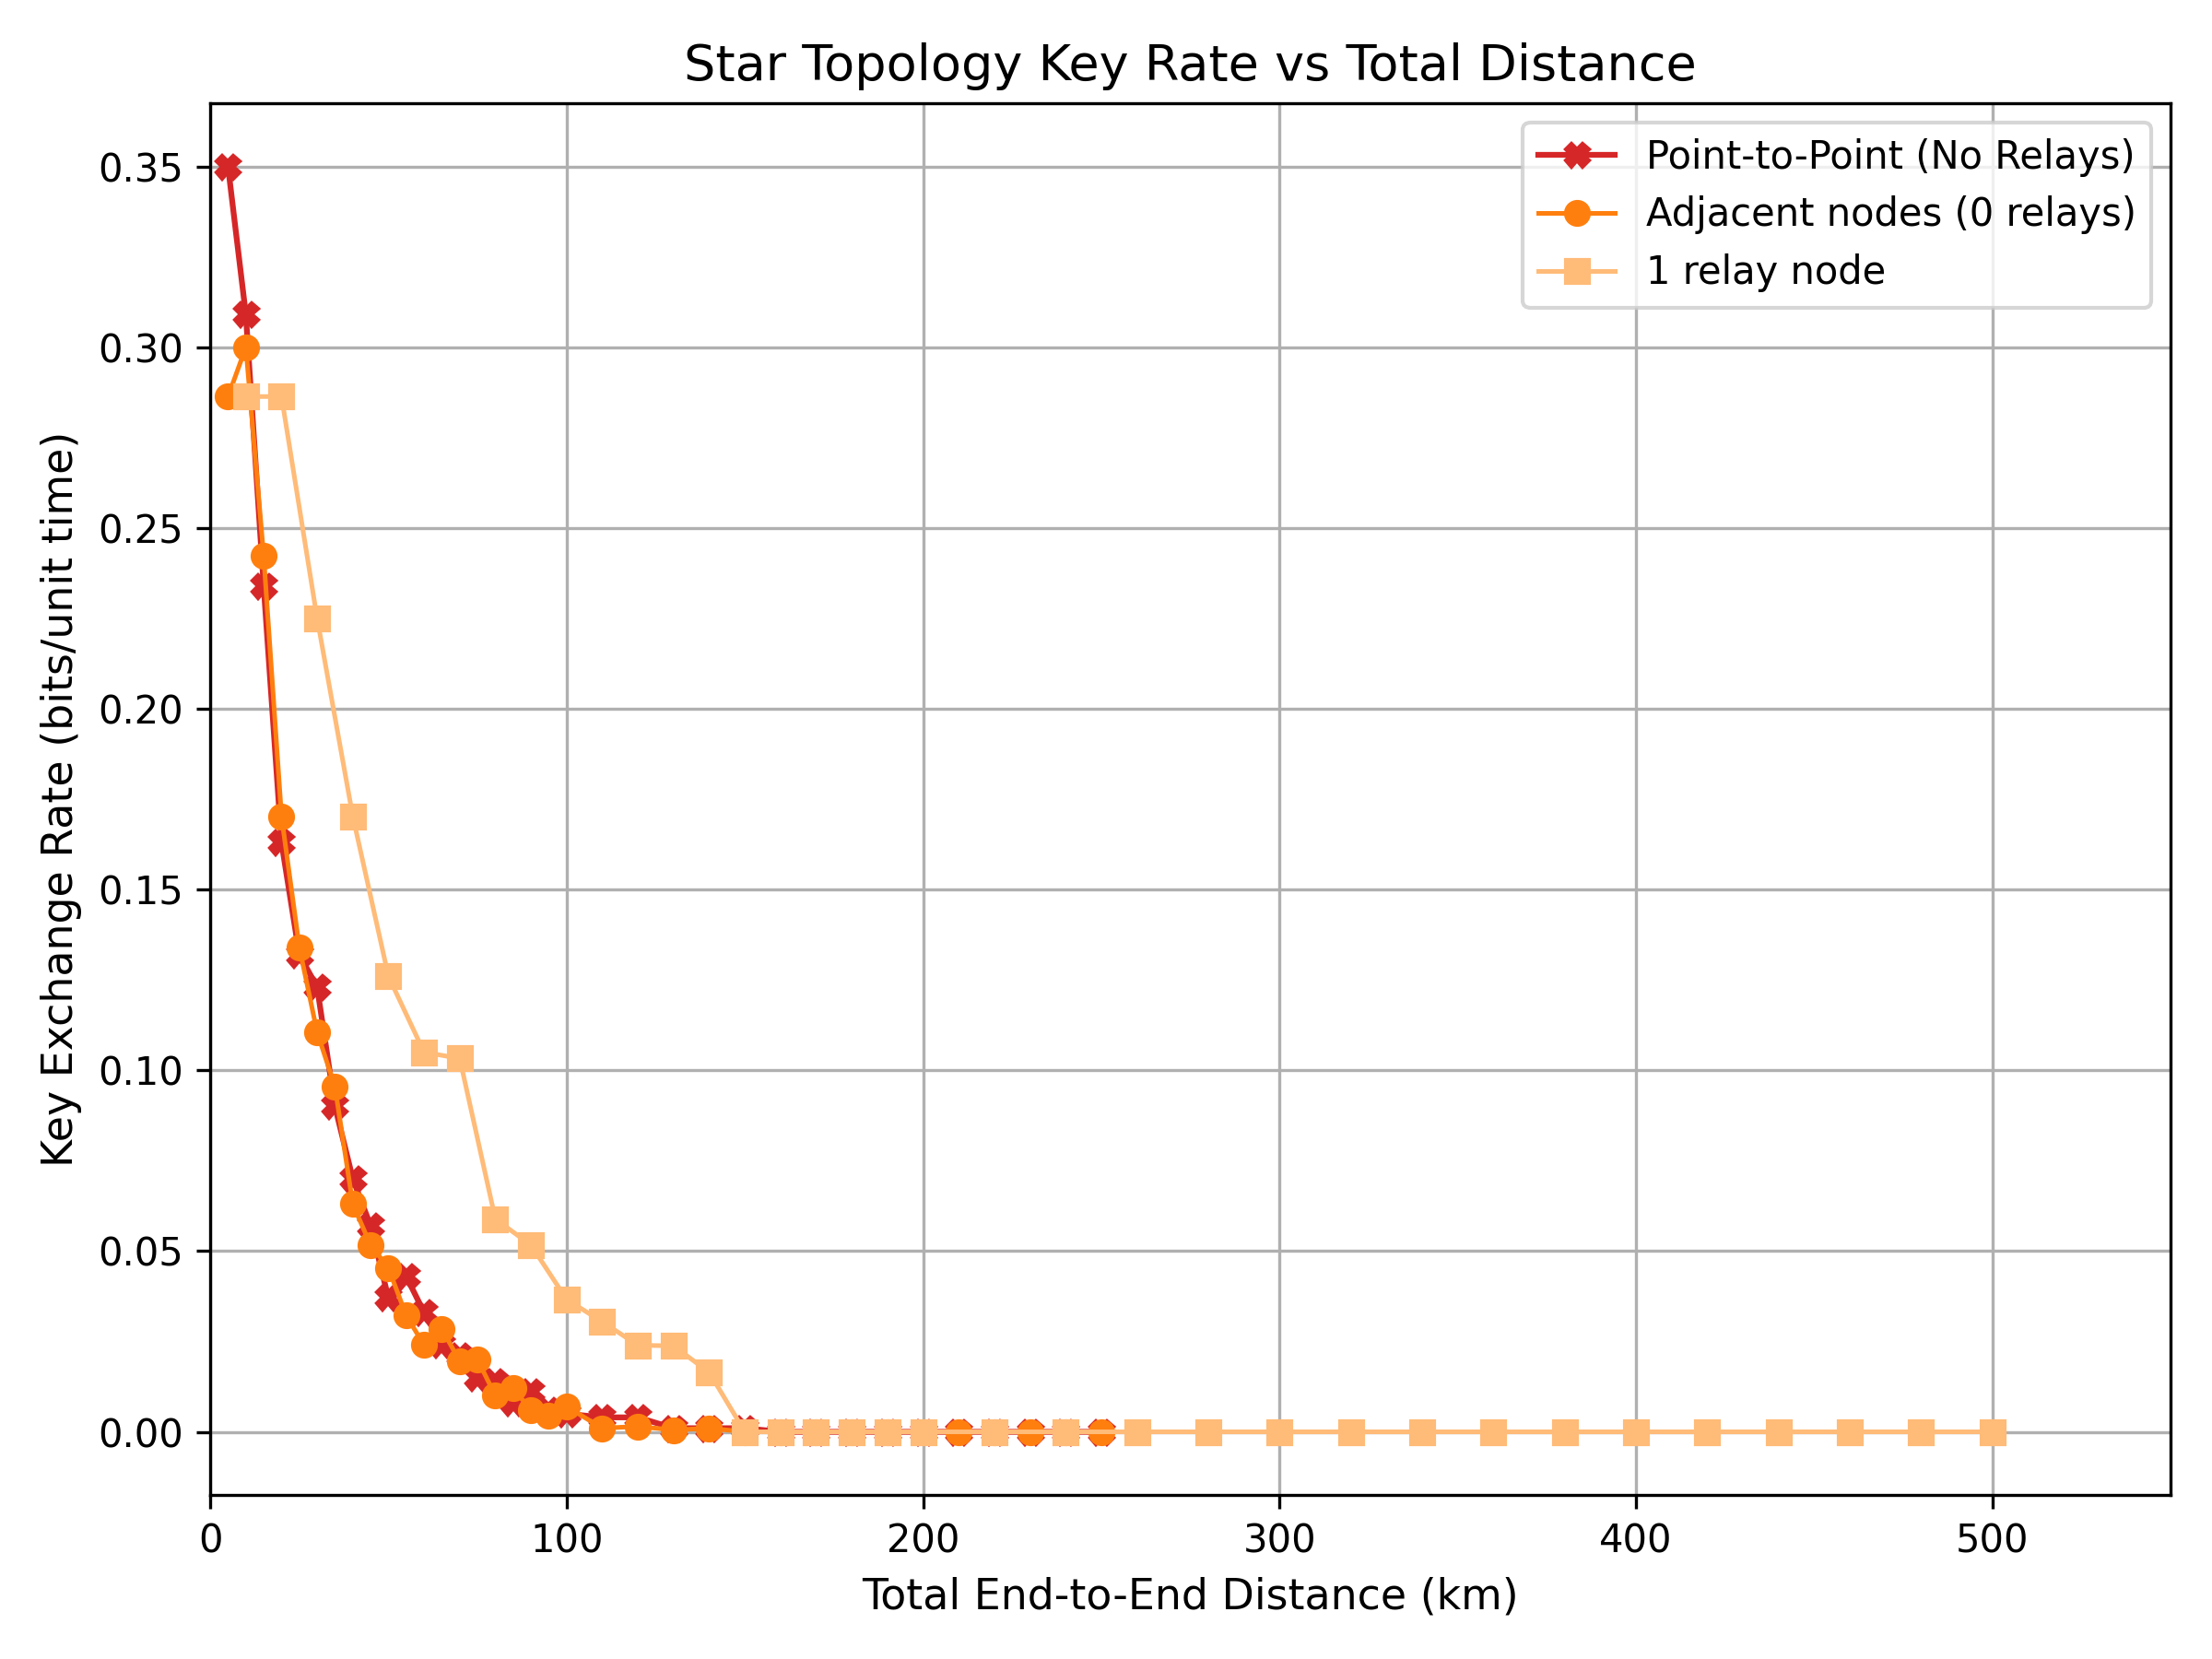 Star Topology Key Rate vs Total Distance
Point-to-Point (No Relays)
Adjacent nodes (0 relays)
1 relay node
Key Exchange Rate (bits/unit time)
0.35
0.30
0.25
0.20
0.15
0.10
0.05
0.00
0 100 200 300 400 500
Total End-to-End Distance (km)